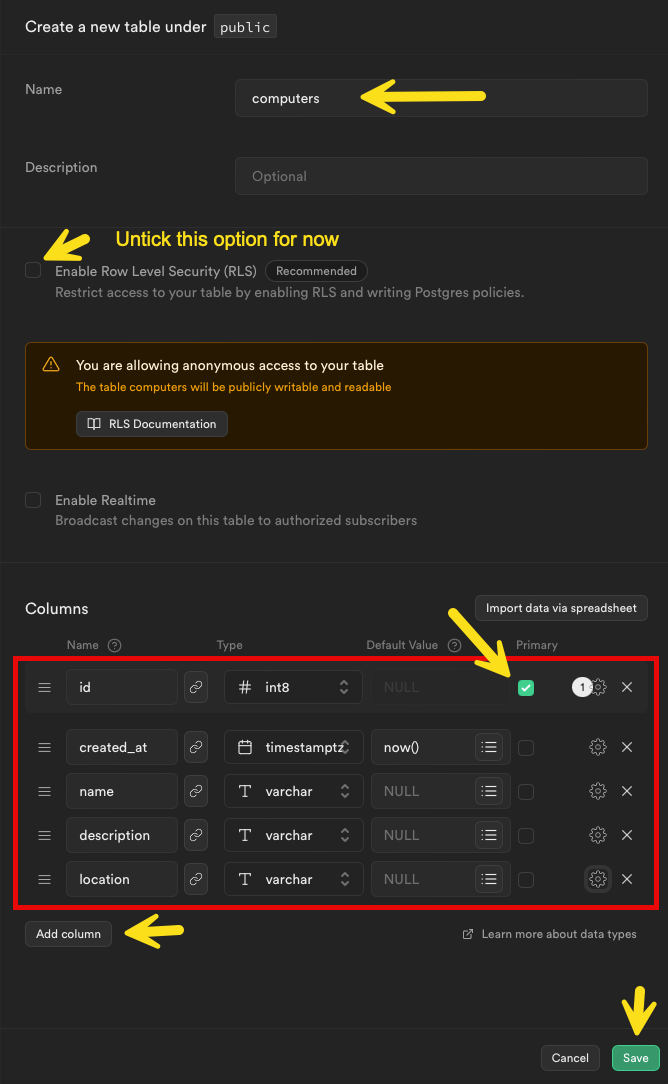 Create a new table under public
Name
computers
Description
Optional
Untick this option for now
Enable Row Level Security (RLS) Recommended
Restrict access to your table by enabling RLS and writing Postgres policies.
You are allowing anonymous access to your table
The table computers will be publicly writable and readable
RLS Documentation
Enable Realtime
Broadcast changes on this table to authorized subscribers
Columns Import data via spreadsheet
Name Type Default Value Primary
id int8 NULL 1
created_at timestamptz now()
name varchar NULL
description varchar NULL
location varchar NULL
Add column Learn more about data types
Cancel Save